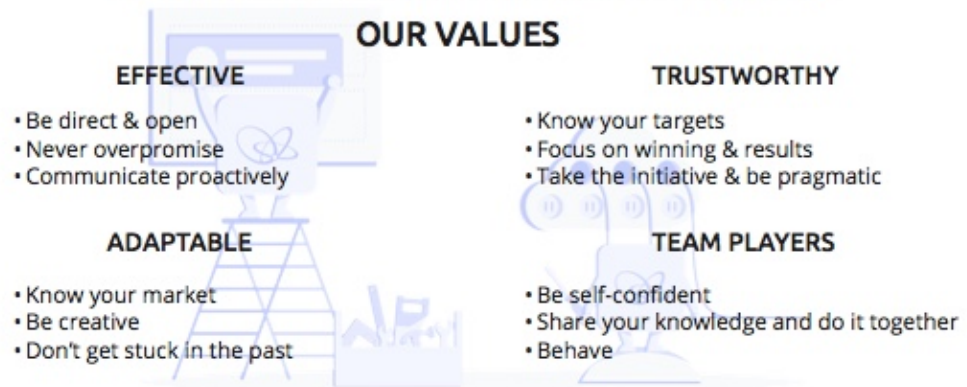 OUR VALUES
EFFECTIVE
• Be direct & open
• Never overpromise
• Communicate proactively
TRUSTWORTHY
• Know your targets
• Focus on winning & results
• Take the initiative & be pragmatic
ADAPTABLE
• Know your market
• Be creative
• Don't get stuck in the past
TEAM PLAYERS
• Be self-confident
• Share your knowledge and do it together
• Behave